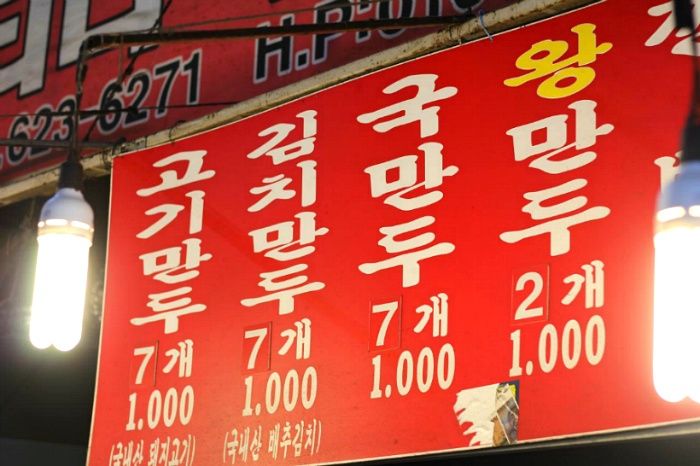 H.P:010
623-6271
고기만두
7개
1.000
(국내산 돼지고기)
김치만두
7개
1.000
(국내산 배추김치)
국만두
7개
1.000
왕만두
2개
1.000